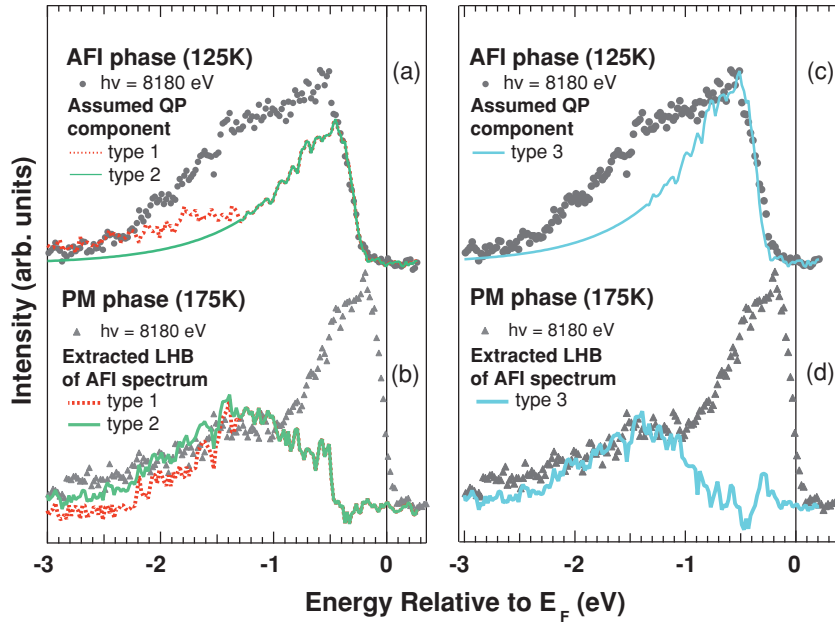 AFI phase (125K)
(a)
hν = 8180 eV
Assumed QP
component
type 1
type 2
PM phase (175K)
hν = 8180 eV
(b)
Extracted LHB
of AFI spectrum
type 1
type 2
-3
-2
-1
0
AFI phase (125K)
(c)
hν = 8180 eV
Assumed QP
component
type 3
PM phase (175K)
hν = 8180 eV
(d)
Extracted LHB
of AFI spectrum
type 3
-3
-2
-1
0
Intensity (arb. units)
Energy Relative to E_F (eV)